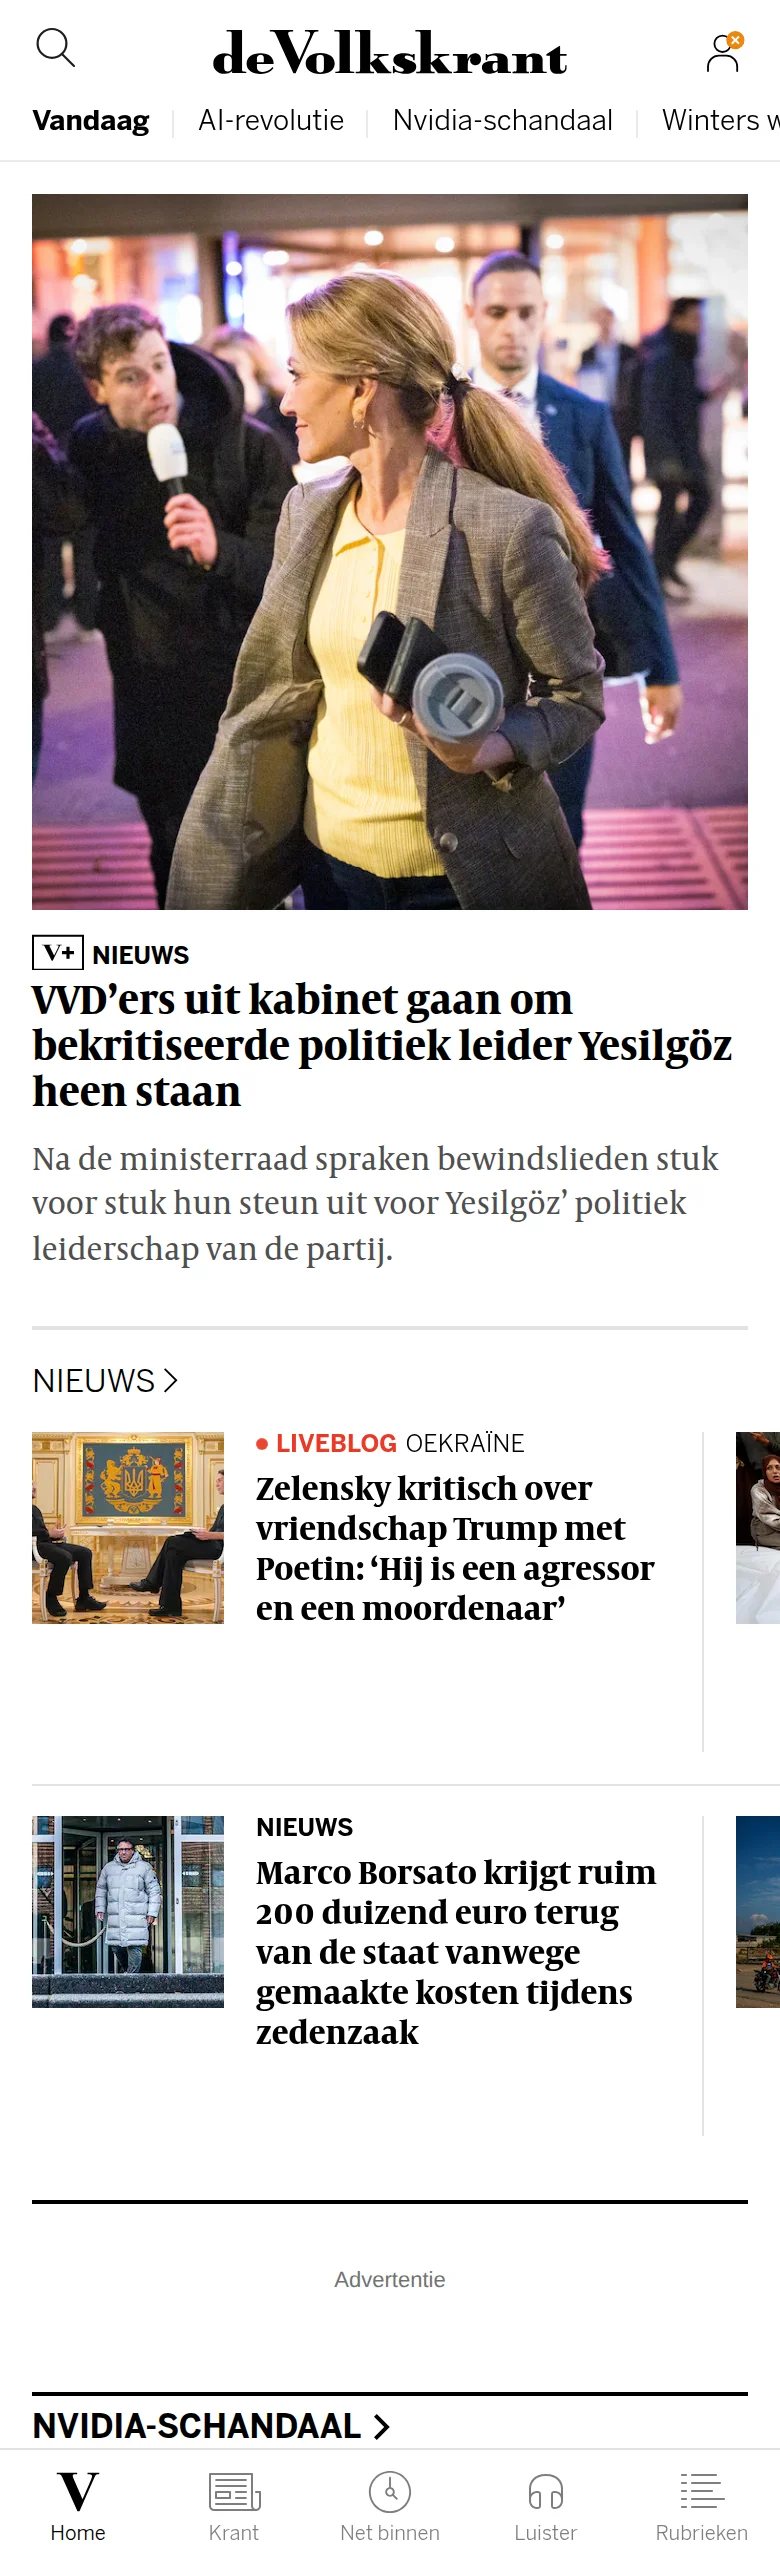 de Volkskrant
Vandaag
AI-revolutie
Nvidia-schandaal
Winters
V+ NIEUWS
VVD’ers uit kabinet gaan om
bekritiseerde politiek leider Yesilgöz
heen staan
Na de ministerraad spraken bewindslieden stuk
voor stuk hun steun uit voor Yesilgöz’ politiek
leiderschap van de partij.
NIEUWS
LIVEBLOG OEKRAÏNE
Zelensky kritisch over
vriendschap Trump met
Poetin: ‘Hij is een agressor
en een moordenaar’
NIEUWS
Marco Borsato krijgt ruim
200 duizend euro terug
van de staat vanwege
gemaakte kosten tijdens
zedenzaak
Advertentie
NVIDIA-SCHANDAAL
V
Home
Krant
Net binnen
Luister
Rubrieken